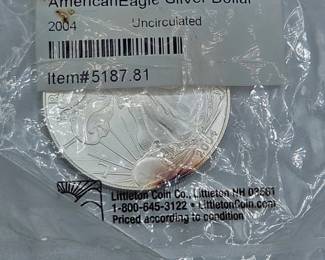 AmericanEagle Silver Dollar
2004 Uncirculated
Item#5187.81
2004
Littleton Coin Co., Littleton NH 03561
1-800-645-3122 • LittletonCoin.com
Priced according to condition